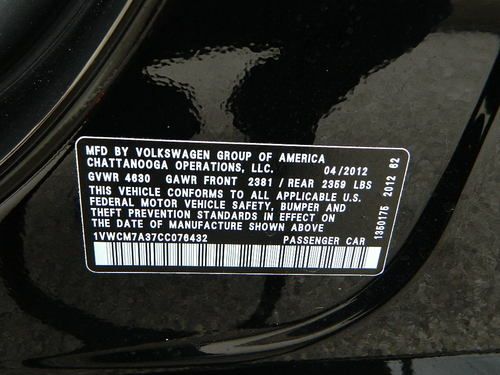 MFD BY VOLKSWAGEN GROUP OF AMERICA
CHATTANOOGA OPERATIONS, LLC. 04/2012
GVWR 4630 GAWR FRONT 2381 / REAR 2359 LBS
THIS VEHICLE CONFORMS TO ALL APPLICABLE U.S.
FEDERAL MOTOR VEHICLE SAFETY, BUMPER AND
THEFT PREVENTION STANDARDS IN EFFECT ON
THE DATE OF MANUFACTURE SHOWN ABOVE
1VWCM7A37CC076432 PASSENGER CAR
1350175 2012 62